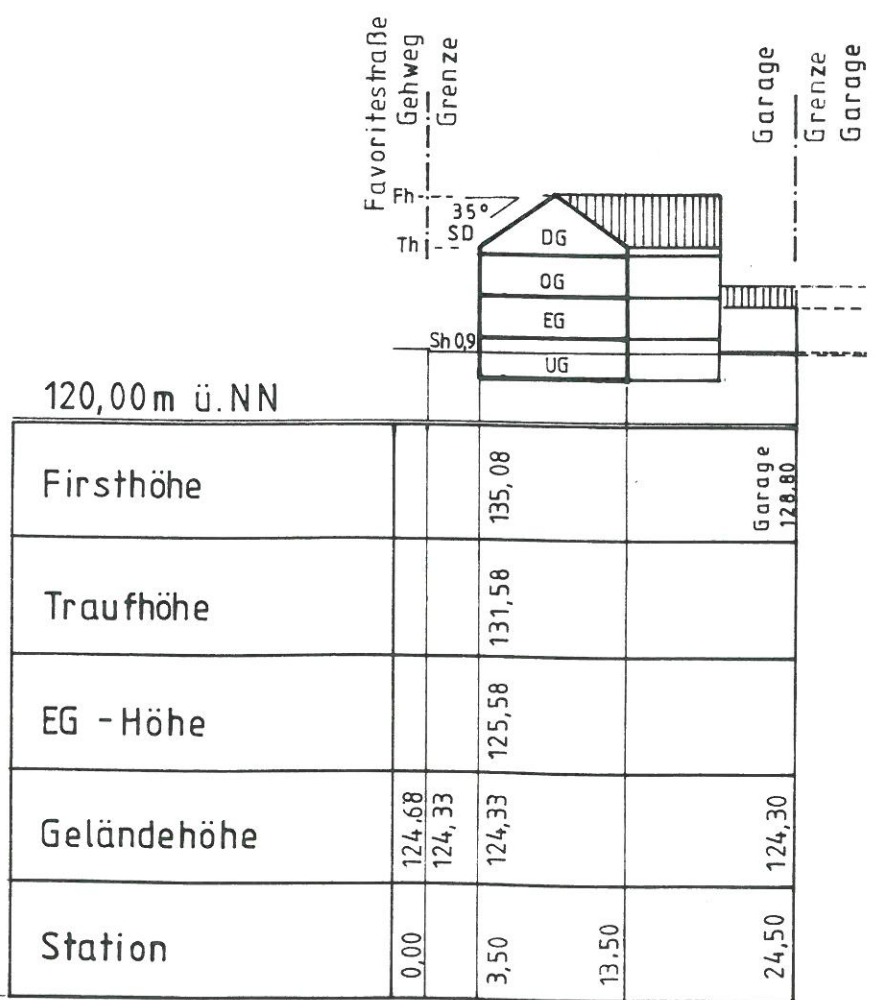 Favoritestraße
Gehweg
Grenze
Garage
Grenze
Garage
Fh
35°
SD
Th
DG
OG
EG
Sh 0,9
UG
120,00m ü.NN
Firsthöhe
135,08
Garage
128,80
Traufhöhe
131,58
EG -Höhe
125,58
Geländehöhe
124,68
124,33
124,33
124,30
Station
0,00
3,50
13,50
24,50